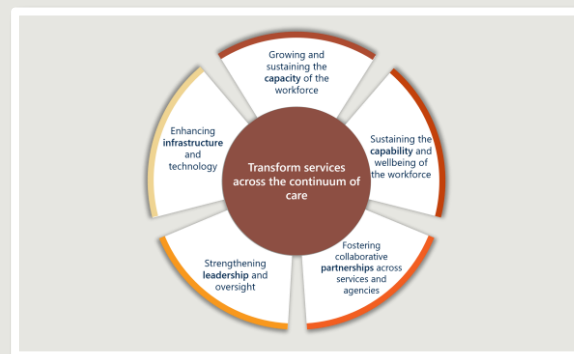 Growing and
sustaining the
capacity of the
workforce
Sustaining the
capability and
wellbeing of
the workforce
Fostering
collaborative
partnerships across
services and
agencies
Strengthening
leadership and
oversight
Enhancing
infrastructure
and
technology
Transform services
across the continuum of
care